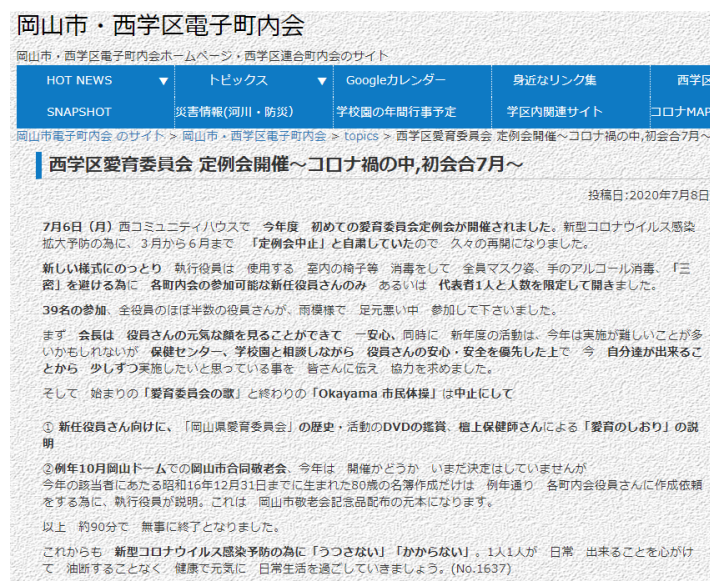 岡山市・西学区電子町内会
岡山市・西学区電子町内会ホームページ・西学区連合町内会のサイト
HOT NEWS ▼ トピックス ▼ Googleカレンダー 身近なリンク集 西学区
SNAPSHOT 災害情報(河川・防災) 学校園の年間行事予定 学区内関連サイト コロナMAP
岡山市電子町内会 のサイト > 岡山市・西学区電子町内会 > topics > 西学区愛育委員会 定例会開催～コロナ禍の中,初会合7月～
西学区愛育委員会 定例会開催～コロナ禍の中,初会合7月～
投稿日:2020年7月8日
7月6日（月）西コミュニティハウスで 今年度 初めての愛育委員会定例会が開催されました。新型コロナウイルス感染
拡大予防の為に、３月から６月まで 「定例会中止」と自粛していたので 久々の再開になりました。
新しい様式にのっとり 執行役員は 使用する 室内の椅子等 消毒をして 全員マスク姿、手のアルコール消毒、「三
密」を避ける為に 各町内会の参加可能な新任役員さんのみ あるいは 代表者1人と人数を限定して開きました。
39名の参加、全役員のほぼ半数の役員さんが、雨模様で 足元悪い中 参加して下さいました。
まず 会長は 役員さんの元気な顔を見ることができて 一安心、同時に 新年度の活動は、今年は実施が難しいことが多
いかもしれないが 保健センター、学校園と相談しながら 役員さんの安心・安全を優先した上で 今 自分達が出来るこ
とから 少しずつ実施したいと思っている事を 皆さんに伝え 協力を求めました。
そして 始まりの「愛育委員会の歌」と終わりの「Okayama 市民体操」は中止にして
① 新任役員さん向けに、「岡山県愛育委員会」の歴史・活動のDVDの鑑賞、檀上保健師さんによる「愛育のしおり」の説
明
②例年10月岡山ドームでの岡山市合同敬老会、今年は 開催かどうか いまだ決定はしていませんが
今年の該当者にあたる昭和16年12月31日までに生まれた80歳の名簿作成だけは 例年通り 各町内会役員さんに作成依頼
をする為に、執行役員が説明。これは 岡山市敬老会記念品配布の元本になります。
以上 約90分で 無事に終了となりました。
これからも 新型コロナウイルス感染予防の為に「うつさない」「かからない」。1人1人が 日常 出来ることを心がけ
て 油断することなく 健康で元気に 日常生活を過ごしていきましょう。(No.1637)